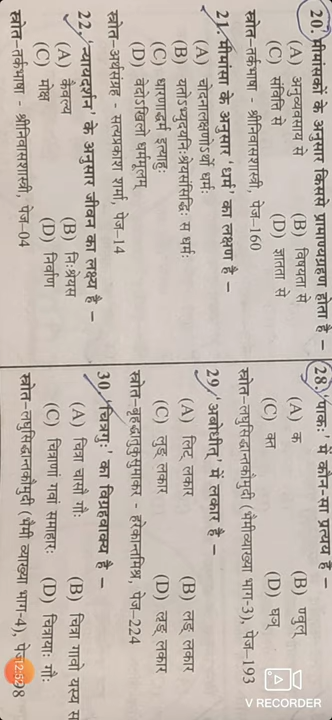 20. मीमांसकों के अनुसार किससे प्रामाण्यग्रहण होता है –
(A) अनुव्यवसाय से (B) विषयता से
(C) संवित्ति से (D) ज्ञातता से
स्रोत–तर्कभाषा - श्रीनिवासशास्त्री, पेज–160
21. मीमांसा के अनुसार 'धर्म' का लक्षण है –
(A) चोदनालक्षणोऽर्थो धर्मः
(B) यतोऽभ्युदयनिःश्रेयससिद्धिः स धर्मः
(C) धारणाद्धर्म इत्याहुः
(D) वेदोऽखिलो धर्ममूलम्
स्रोत–अर्थसंग्रह - सत्यप्रकाश शर्मा, पेज–14
22. 'न्यायदर्शन' के अनुसार जीवन का लक्ष्य है –
(A) कैवल्य (B) निःश्रेयस
(C) मोक्ष (D) निर्वाण
स्रोत–तर्कभाषा - श्रीनिवासशास्त्री, पेज–04
28. 'पाकः' में कौन-सा प्रत्यय है –
(A) क (B) ण्वुल्
(C) क्त (D) घञ्
स्रोत–लघुसिद्धान्तकौमुदी (भैमीव्याख्या भाग-3), पेज–193
29. 'अबोधीत्' में लकार है –
(A) लिट् लकार (B) लङ् लकार
(C) लुङ् लकार (D) लृङ् लकार
स्रोत–बृहद्धातुकुसुमाकर - हरेकान्तमिश्र, पेज–224
30. 'चित्रगुः' का विग्रहवाक्य है –
(A) चित्रा चासौ गौः (B) चित्रा गावो यस्य स
(C) चित्राणां गवां समाहारः (D) चित्रायाः गौः
स्रोत–लघुसिद्धान्तकौमुदी (भैमी व्याख्या भाग-4),
V RECORDER